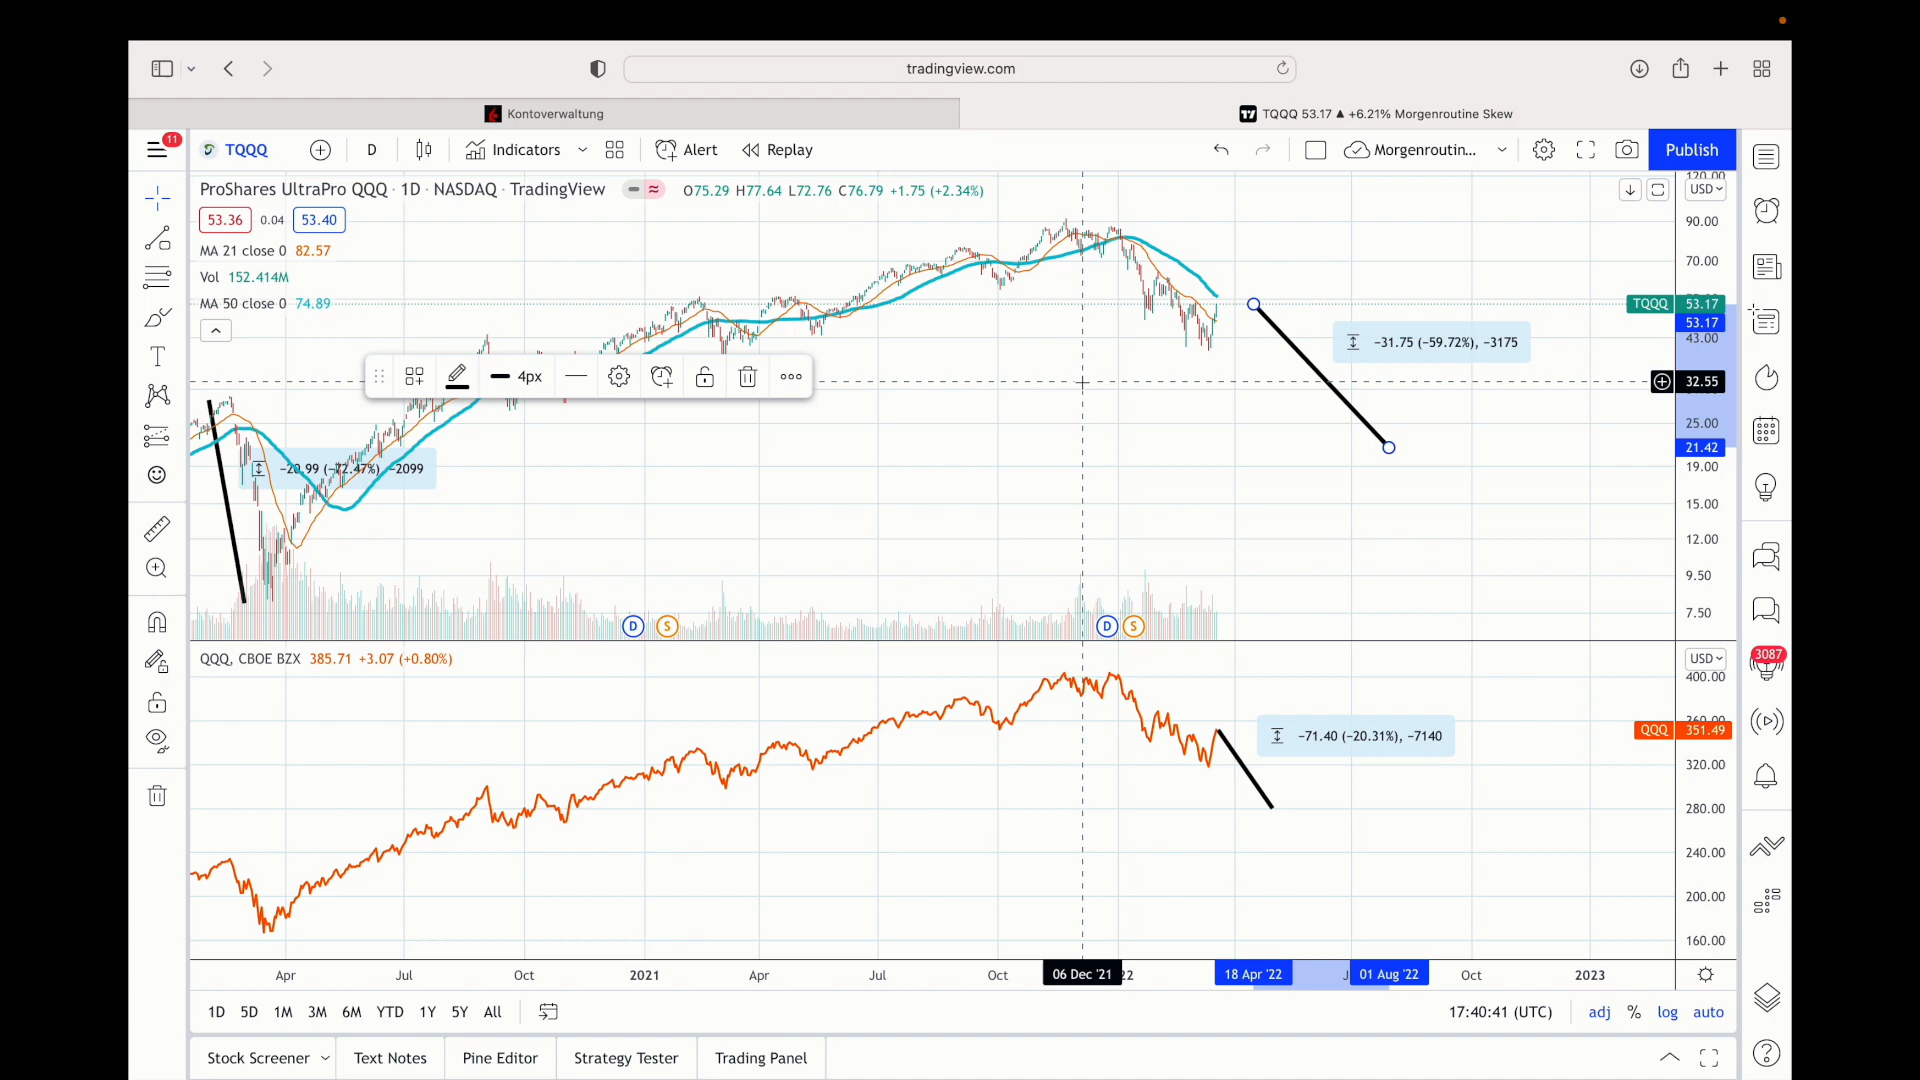 tradingview.com
Kontoverwaltung
TQQQ 53.17 ▲ +6.21% Morgenroutine Skew
11
TQQQ
D
Indicators
Alert
Replay
Morgenroutin...
Publish
ProShares UltraPro QQQ · 1D · NASDAQ · TradingView
O75.29 H77.64 L72.76 C76.79 +1.75 (+2.34%)
USD
120.00
53.36 0.04 53.40
90.00
MA 21 close 0 82.57
70.00
Vol 152.414M
MA 50 close 0 74.89
TQQQ 53.17
53.17
−31.75 (−59.72%), −3175
43.00
4px
32.55
25.00
21.42
−20.99 (−72.47%), −2099
19.00
15.00
12.00
9.50
7.50
D S D S
QQQ, CBOE BZX 385.71 +3.07 (+0.80%)
USD
3087
400.00
360.00
QQQ 351.49
−71.40 (−20.31%), −7140
320.00
280.00
240.00
200.00
160.00
Apr Jul Oct 2021 Apr Jul Oct 06 Dec '21 22 18 Apr '22 J 01 Aug '22 Oct 2023
1D 5D 1M 3M 6M YTD 1Y 5Y All
17:40:41 (UTC) adj % log auto
Stock Screener Text Notes Pine Editor Strategy Tester Trading Panel